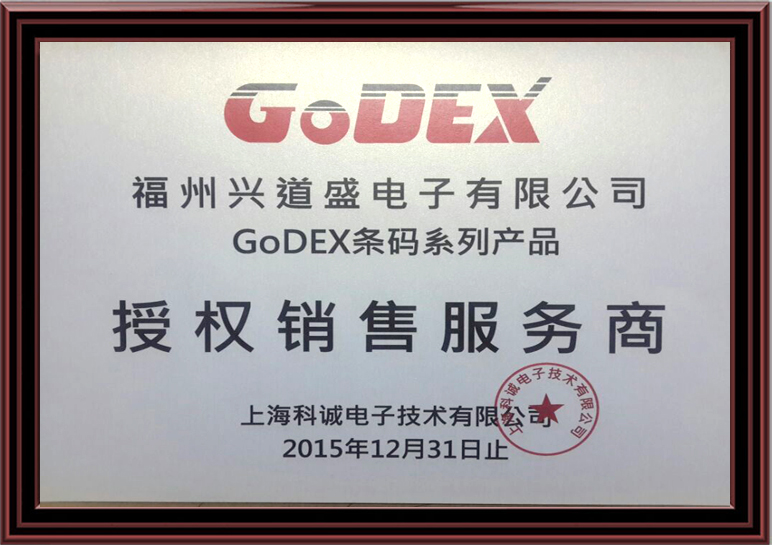 GoDEX
福州兴道盛电子有限公司
GoDEX条码系列产品
授权销售服务商
上海科诚电子技术有限公司
2015年12月31日止
上海科诚电子技术有限公司